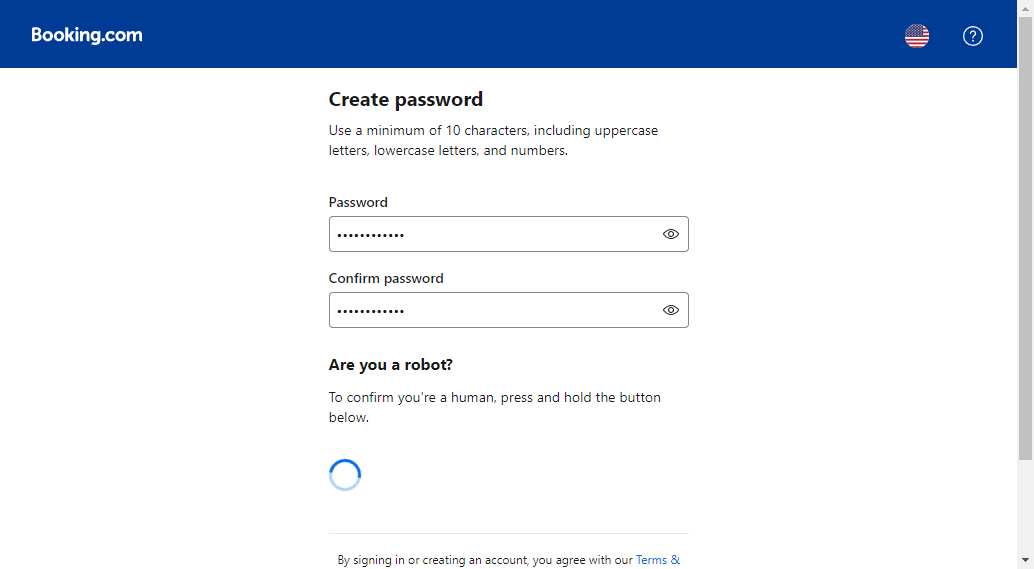 Booking.com
Create password
Use a minimum of 10 characters, including uppercase
letters, lowercase letters, and numbers.
Password
••••••••••••
Confirm password
••••••••••••
Are you a robot?
To confirm you're a human, press and hold the button
below.
By signing in or creating an account, you agree with our Terms &